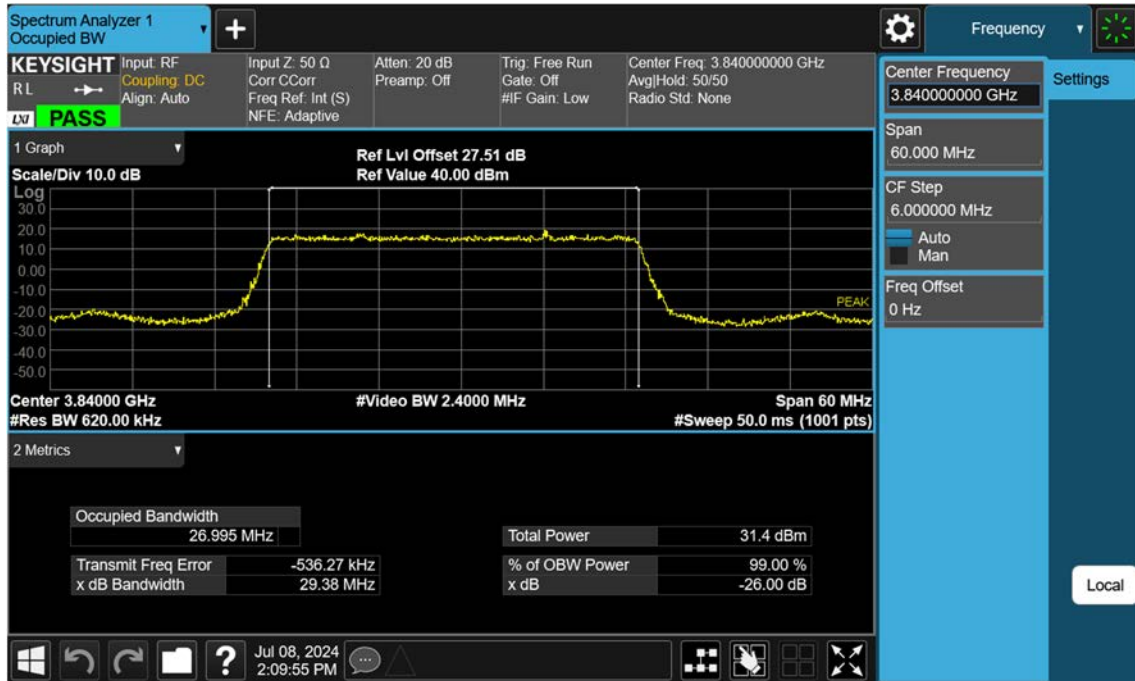 Spectrum Analyzer 1
Occupied BW
+
Frequency
KEYSIGHT
R L
LXI
PASS
Input: RF
Coupling: DC
Align: Auto
Input Z: 50 Ω
Corr CCorr
Freq Ref: Int (S)
NFE: Adaptive
Atten: 20 dB
Preamp: Off
Trig: Free Run
Gate: Off
#IF Gain: Low
Center Freq: 3.840000000 GHz
Avg|Hold: 50/50
Radio Std: None
Center Frequency
3.840000000 GHz
Settings
Span
60.000 MHz
CF Step
6.000000 MHz
Auto
Man
Freq Offset
0 Hz
Local
1 Graph
Scale/Div 10.0 dB
Ref Lvl Offset 27.51 dB
Ref Value 40.00 dBm
Log
30.0
20.0
10.0
0.00
-10.0
-20.0
-30.0
-40.0
-50.0
PEAK
Center 3.84000 GHz
#Video BW 2.4000 MHz
Span 60 MHz
#Res BW 620.00 kHz
#Sweep 50.0 ms (1001 pts)
2 Metrics
Occupied Bandwidth
26.995 MHz
Total Power 31.4 dBm
Transmit Freq Error -536.27 kHz
% of OBW Power 99.00 %
x dB Bandwidth 29.38 MHz
x dB -26.00 dB
?
Jul 08, 2024
2:09:55 PM